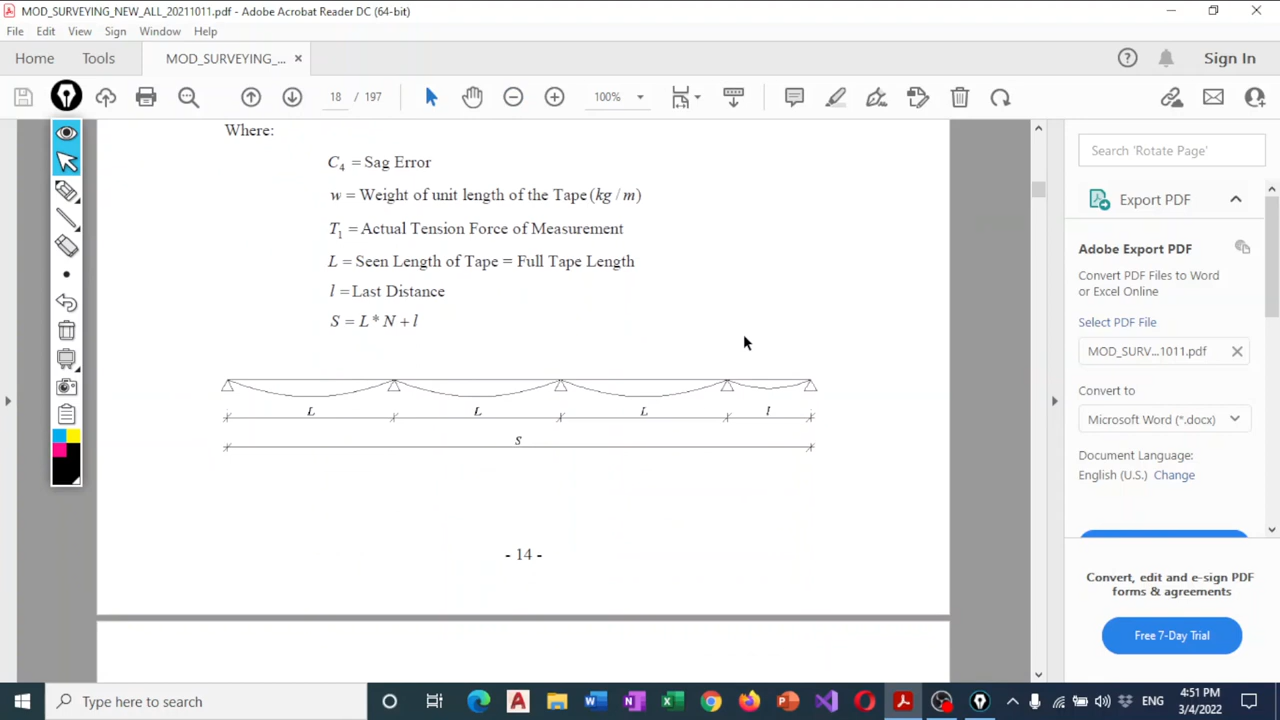 MOD_SURVEYING_NEW_ALL_20211011.pdf - Adobe Acrobat Reader DC (64-bit)
File Edit View Sign Window Help
Home Tools MOD_SURVEYING_... × Sign In
18 / 197 100%
Where:
C4 = Sag Error
w = Weight of unit length of the Tape (kg / m)
T1 = Actual Tension Force of Measurement
L = Seen Length of Tape = Full Tape Length
l = Last Distance
S = L * N + l
L L L l
S
- 14 -
Search 'Rotate Page'
Export PDF
Adobe Export PDF
Convert PDF Files to Word
or Excel Online
Select PDF File
MOD_SURV...1011.pdf
Convert to
Microsoft Word (*.docx)
Document Language:
English (U.S.) Change
Convert, edit and e-sign PDF
forms & agreements
Free 7-Day Trial
Type here to search
ENG
4:51 PM
3/4/2022